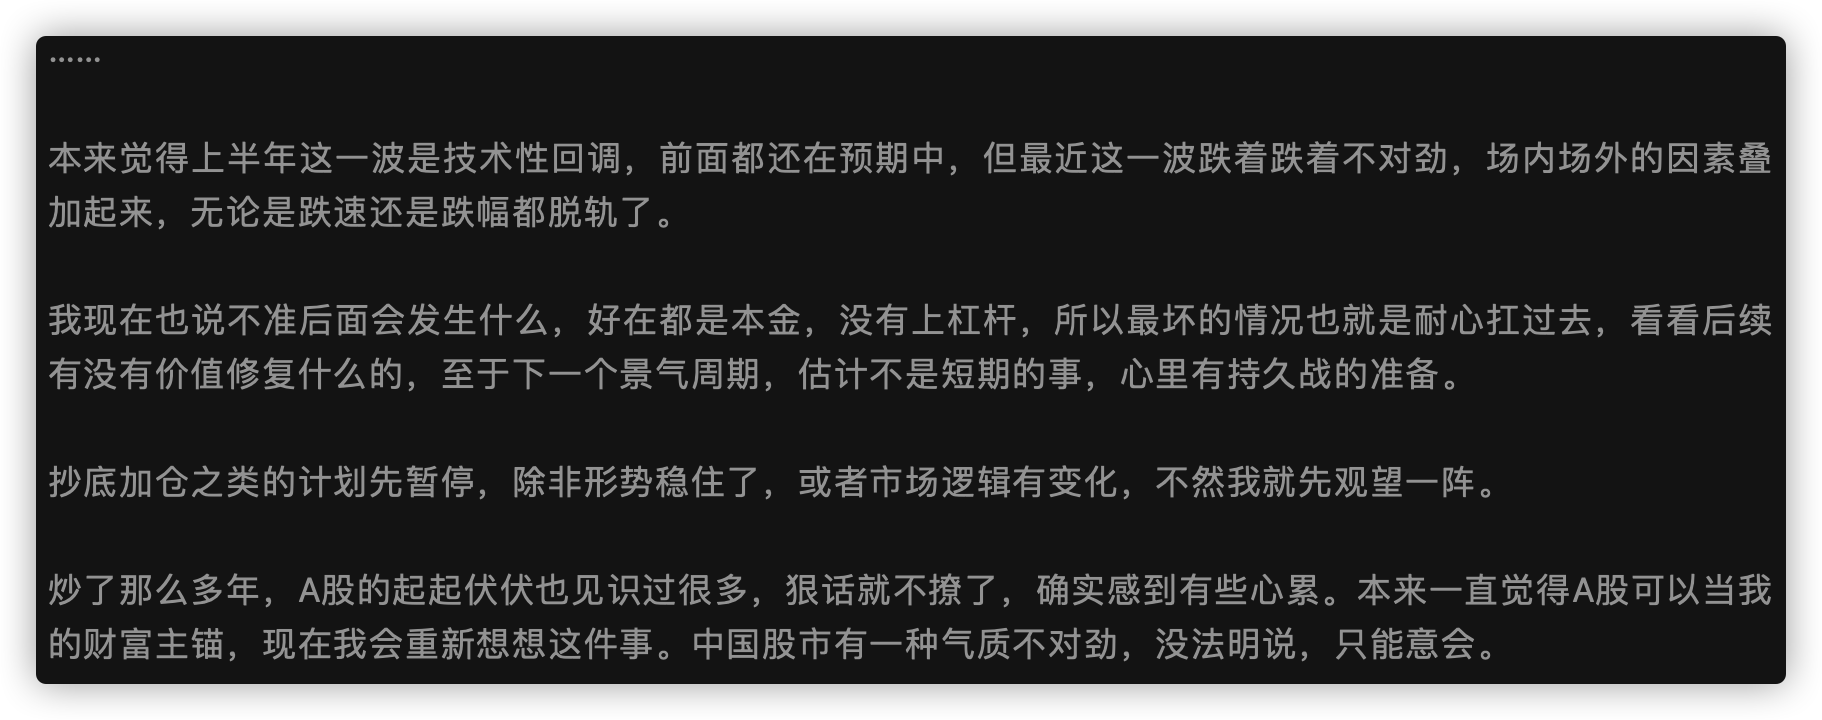 ……
本来觉得上半年这一波是技术性回调，前面都还在预期中，但最近这一波跌着跌着不对劲，场内场外的因素叠
加起来，无论是跌速还是跌幅都脱轨了。
我现在也说不准后面会发生什么，好在都是本金，没有上杠杆，所以最坏的情况也就是耐心扛过去，看看后续
有没有价值修复什么的，至于下一个景气周期，估计不是短期的事，心里有持久战的准备。
抄底加仓之类的计划先暂停，除非形势稳住了，或者市场逻辑有变化，不然我就先观望一阵。
炒了那么多年，A股的起起伏伏也见识过很多，狠话就不撩了，确实感到有些心累。本来一直觉得A股可以当我
的财富主锚，现在我会重新想想这件事。中国股市有一种气质不对劲，没法明说，只能意会。